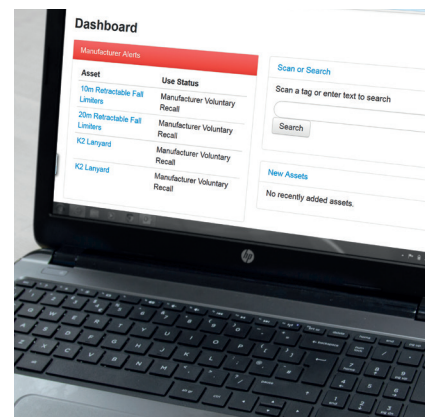 Dashboard
Manufacturer Alerts
Asset Use Status
10m Retractable Fall Limiters Manufacturer Voluntary Recall
20m Retractable Fall Limiters Manufacturer Voluntary Recall
K2 Lanyard Manufacturer Voluntary Recall
K2 Lanyard Manufacturer Voluntary Recall
Scan or Search
Scan a tag or enter text to search
Search
New Assets
No recently added assets.
hp